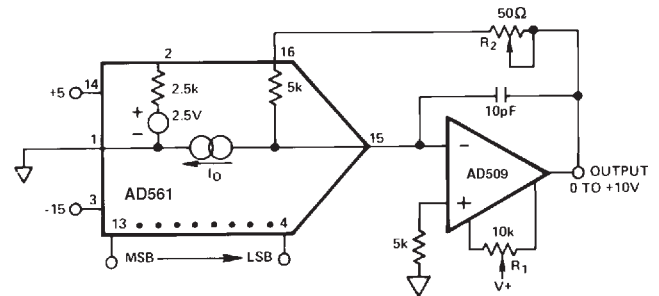 50Ω
R2
2
16
14
+5
2.5k
+
2.5V
−
5k
10pF
1
15
IO
−
AD509
+
OUTPUT
0 TO +10V
AD561
-15
3
13
4
5k
10k
R1
V+
MSB
LSB